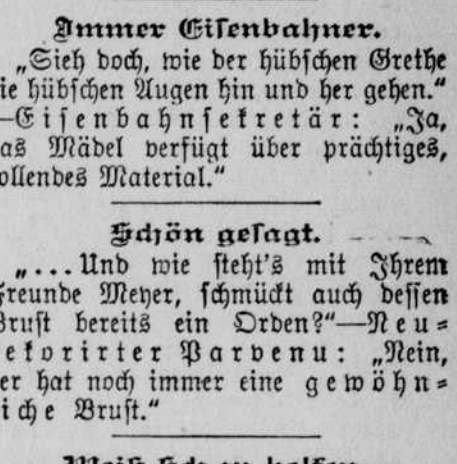 Immer Eisenbahner.
„Sieh doch, wie der hübschen Grethe
ie hübschen Augen hin und her gehen.“
—Eisenbahnsekretär: „Ja,
as Mädel verfügt über prächtiges,
ollendes Material.“
Schön gesagt.
„... Und wie steht's mit Ihrem
Freunde Meyer, schmückt auch dessen
Brust bereits ein Orden?“—Neu=
ekorirter Parvenu: „Nein,
er hat noch immer eine gewöhn=
iche Brust.“